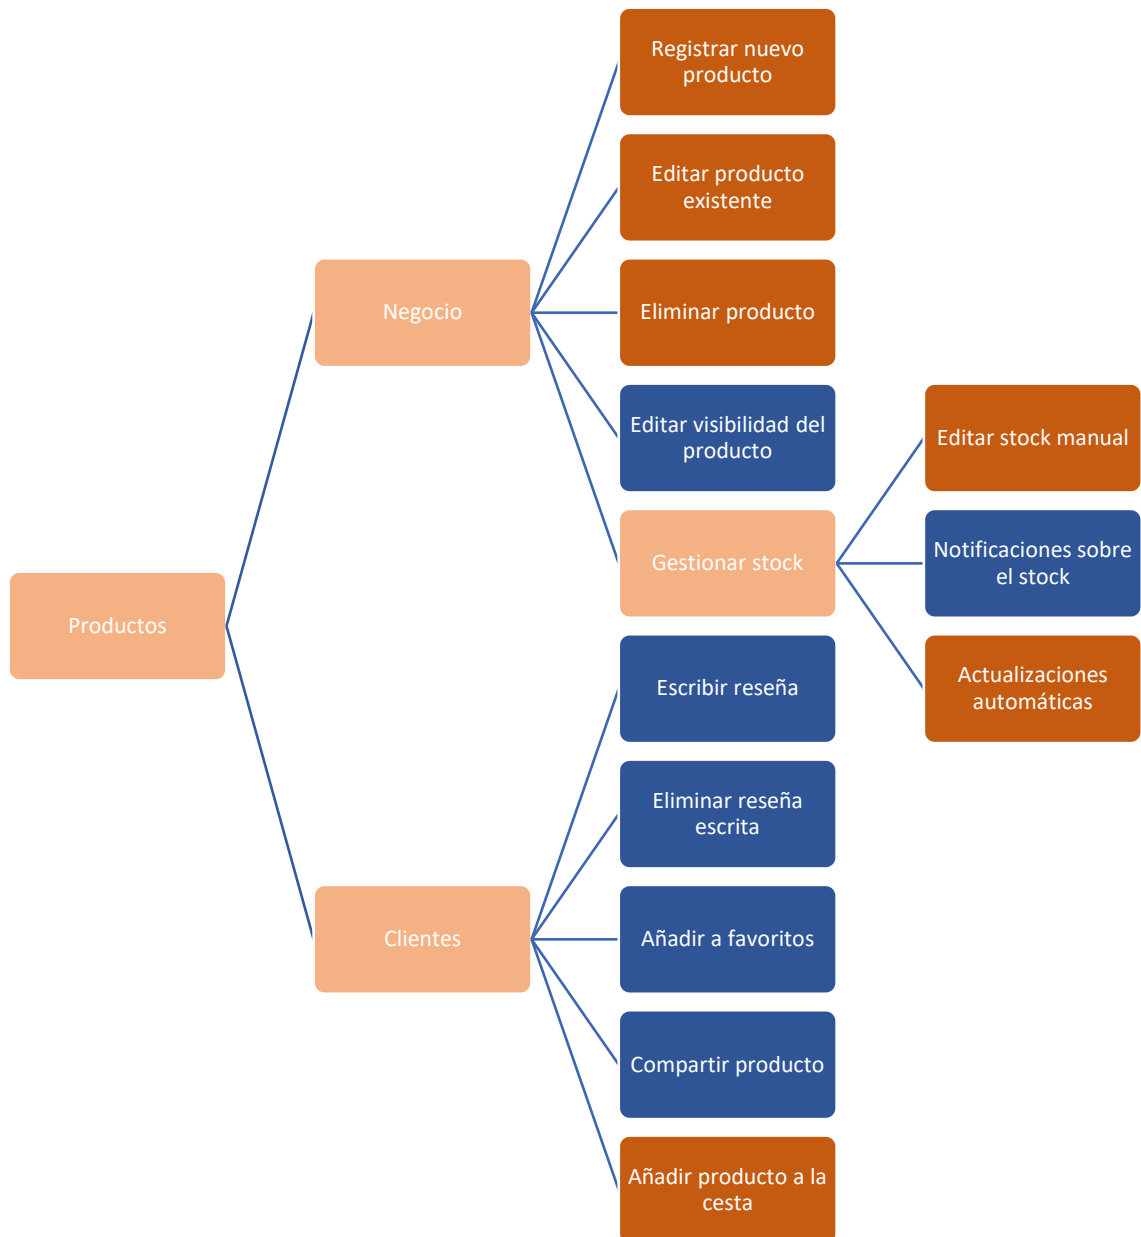 Registrar nuevo
producto
Editar producto
existente
Negocio
Eliminar producto
Editar visibilidad del
producto
Editar stock manual
Gestionar stock
Notificaciones sobre
el stock
Productos
Escribir reseña
Actualizaciones
automáticas
Eliminar reseña
escrita
Clientes
Añadir a favoritos
Compartir producto
Añadir producto a la
cesta